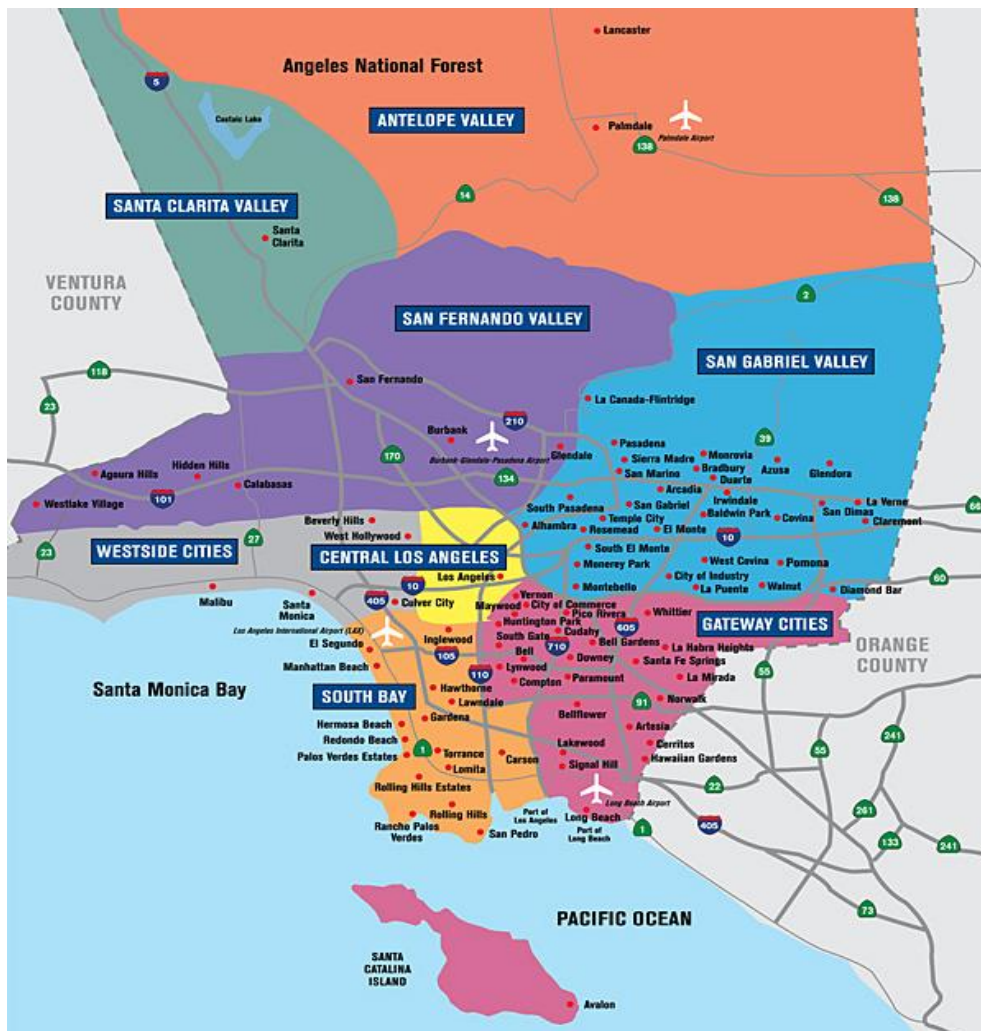 Lancaster
5
Angeles National Forest
Castaic Lake
ANTELOPE VALLEY
Palmdale
Palmdale Airport
138
14
138
SANTA CLARITA VALLEY
Santa
Clarita
VENTURA
COUNTY
2
SAN FERNANDO VALLEY
SAN GABRIEL VALLEY
118
San Fernando
23
La Canada-Flintridge
210
Burbank
39
Burbank-Glendale-Pasadena Airport
170
134
Glendale
Pasadena
Sierra Madre
Monrovia
San Marino
Bradbury
Duarte
Azusa
Glendora
Agoura Hills
Hidden Hills
Calabasas
101
Westlake Village
Arcadia
Irwindale
South Pasadena
San Gabriel
Baldwin Park
Covina
San Dimas
La Verne
66
Claremont
Beverly Hills
West Hollywood
Alhambra
Temple City
Resemead
El Monte
10
WESTSIDE CITIES
23
27
CENTRAL LOS ANGELES
South El Monte
Monerey Park
West Covina
Pomona
Los Angeles
City of Industry
60
Malibu
Santa
Monica
10
405
Culver City
Montebello
La Puente
Walnut
Diamond Bar
Vernon
Maywood
City of Commerce
Pico Rivera
Whittier
Los Angeles International Airport (LAX)
Inglewood
Huntington Park
Cudahy
605
GATEWAY CITIES
El Segundo
South Gate
Bell Gardens
La Habra Heights
ORANGE
COUNTY
105
Bell
710
Manhattan Beach
110
Lynwood
Downey
Santa Fe Springs
55
Compton
Paramount
La Mirada
Santa Monica Bay
SOUTH BAY
Hawthorne
Lawndale
91
Norwalk
Gardena
Bellflower
Hermosa Beach
Artesia
241
Redondo Beach
1
Palos Verdes Estates
Torrance
Carson
Lakewood
Cerritos
55
Lomita
Signal Hill
Hawaiian Gardens
Rolling Hills Estates
22
Long Beach Airport
Rolling Hills
Part of
Los Angeles
Long Beach
261
Rancho Palos
Verdes
San Pedro
Port of
Long Beach
1
405
133
241
73
PACIFIC OCEAN
SANTA
CATALINA
ISLAND
Avalon